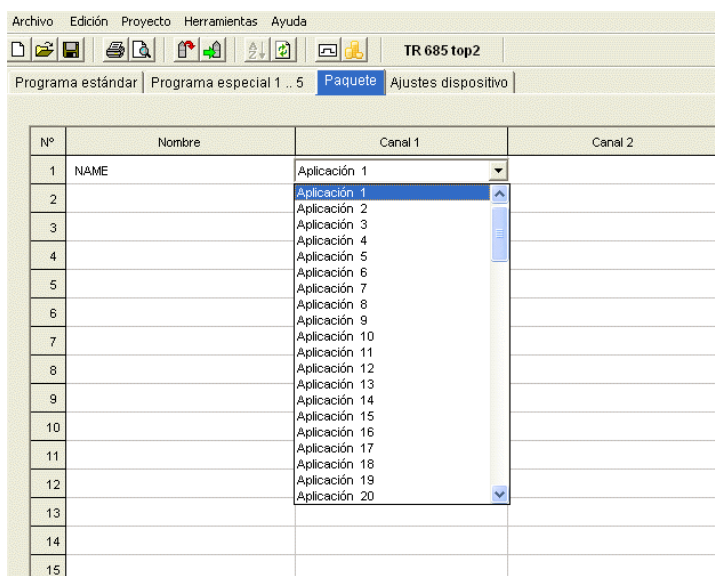 Archivo Edición Proyecto Herramientas Ayuda
TR 685 top2
Programa estándar Programa especial 1 .. 5 Paquete Ajustes dispositivo
Nº Nombre Canal 1 Canal 2
1 NAME Aplicación 1
Aplicación 1
2 Aplicación 2
3 Aplicación 3
Aplicación 4
4 Aplicación 5
Aplicación 6
5 Aplicación 7
Aplicación 8
6 Aplicación 9
7 Aplicación 10
Aplicación 11
8 Aplicación 12
Aplicación 13
9 Aplicación 14
Aplicación 15
10 Aplicación 16
11 Aplicación 17
Aplicación 18
12 Aplicación 19
Aplicación 20
13
14
15